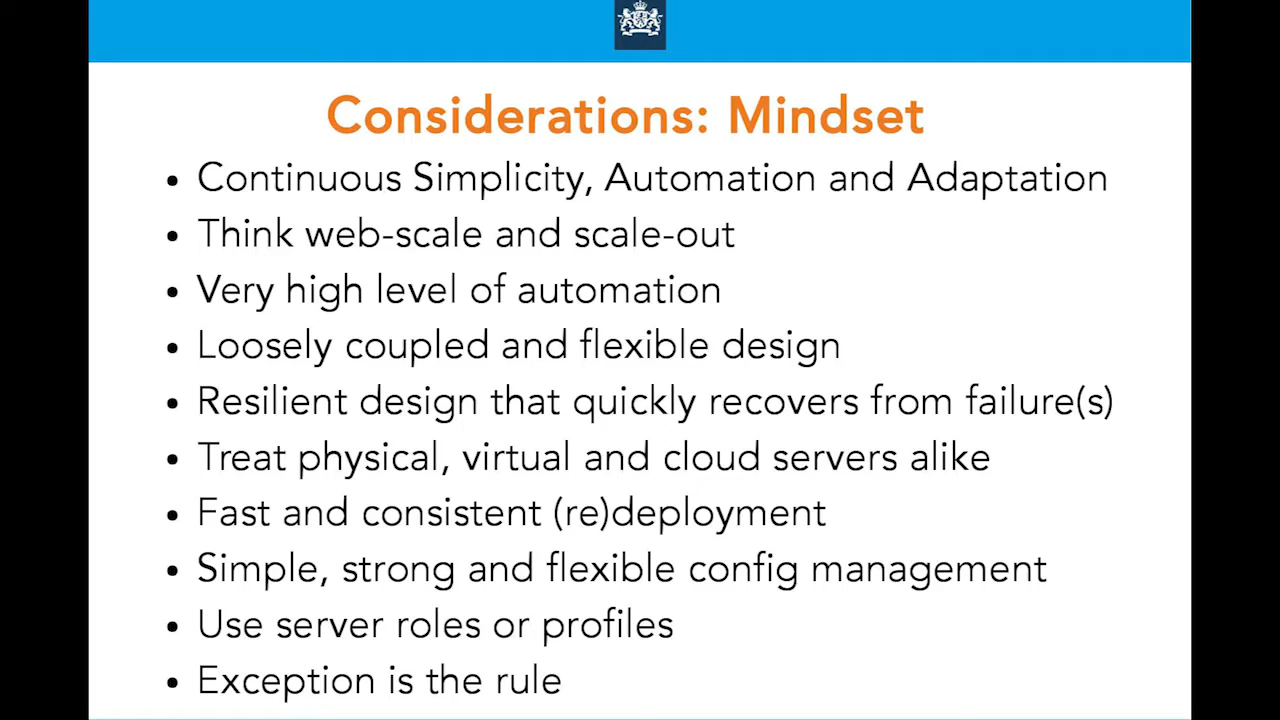 Considerations: Mindset
• Continuous Simplicity, Automation and Adaptation
• Think web-scale and scale-out
• Very high level of automation
• Loosely coupled and flexible design
• Resilient design that quickly recovers from failure(s)
• Treat physical, virtual and cloud servers alike
• Fast and consistent (re)deployment
• Simple, strong and flexible config management
• Use server roles or profiles
• Exception is the rule